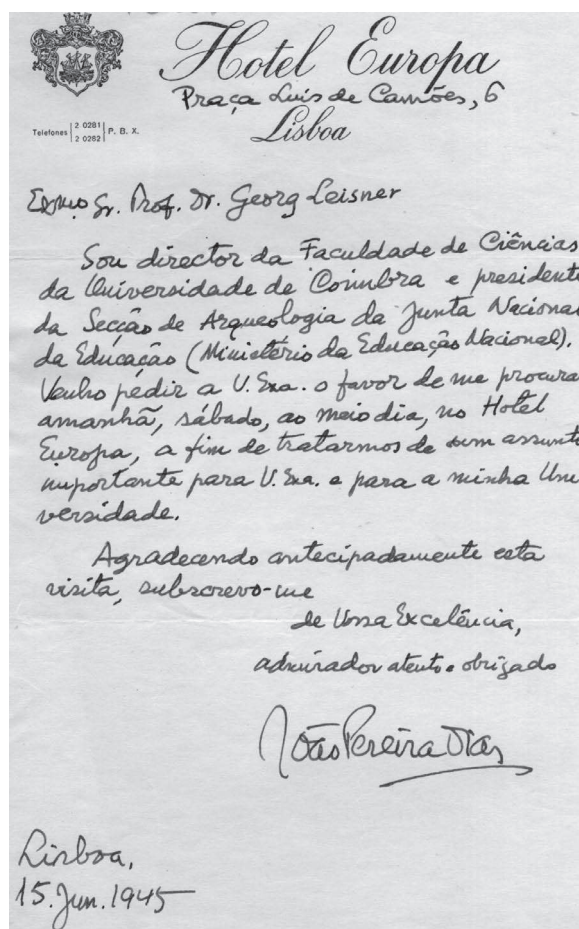 Hotel Europa
Praça Luis de Camões, 6
Lisboa
Telefones 2 0281 P. B. X.
2 0282
Exmo Sr. Prof. Dr. Georg Leisner
Sou director da Faculdade de Ciências
da Universidade de Coimbra e presidente
da Secção de Arqueologia da Junta Nacional
da Educação (Ministério da Educação Nacional).
Venho pedir a V. Exa. o favor de me procurar
amanhã, sábado, ao meio dia, no Hotel
Europa, a fim de tratarmos de um assunto
importante para V. Exa. e para a minha Uni
versidade.
Agradecendo antecipadamente esta
visita, subscrevo-me
de Vossa Excelência,
admirador atento e obrigado
João Pereira Dias
Lisboa,
15. Jun. 1945